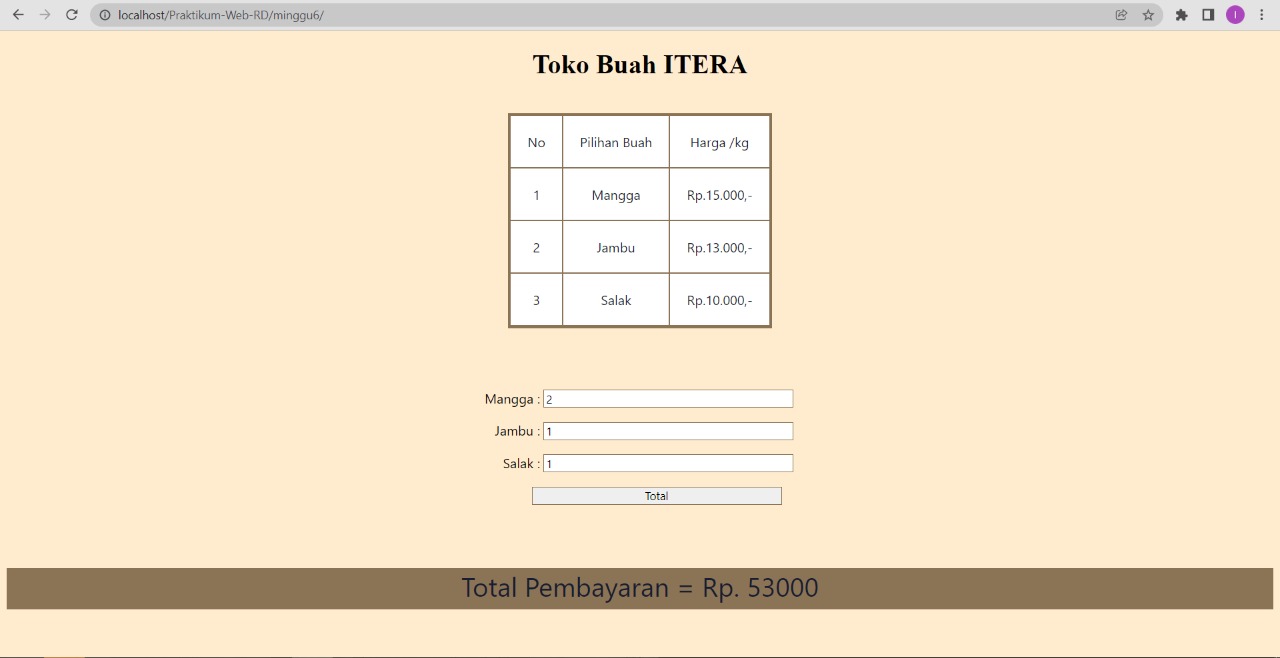 localhost/Praktikum-Web-RD/minggu6/
I
Toko Buah ITERA
No Pilihan Buah Harga /kg
1 Mangga Rp.15.000,-
2 Jambu Rp.13.000,-
3 Salak Rp.10.000,-
Mangga : 2
Jambu : 1
Salak : 1
Total
Total Pembayaran = Rp. 53000